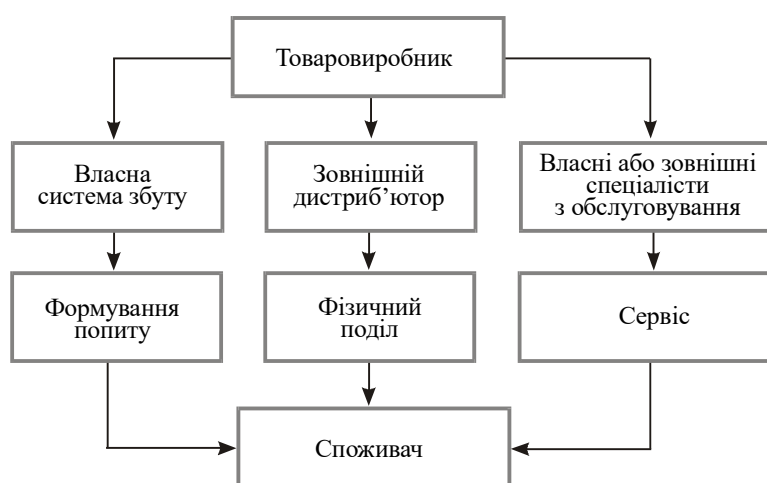 Товаровиробник
Власна
система збуту
Зовнішній
дистриб’ютор
Власні або зовнішні
спеціалісти
з обслуговування
Формування
попиту
Фізичний
поділ
Сервіс
Споживач